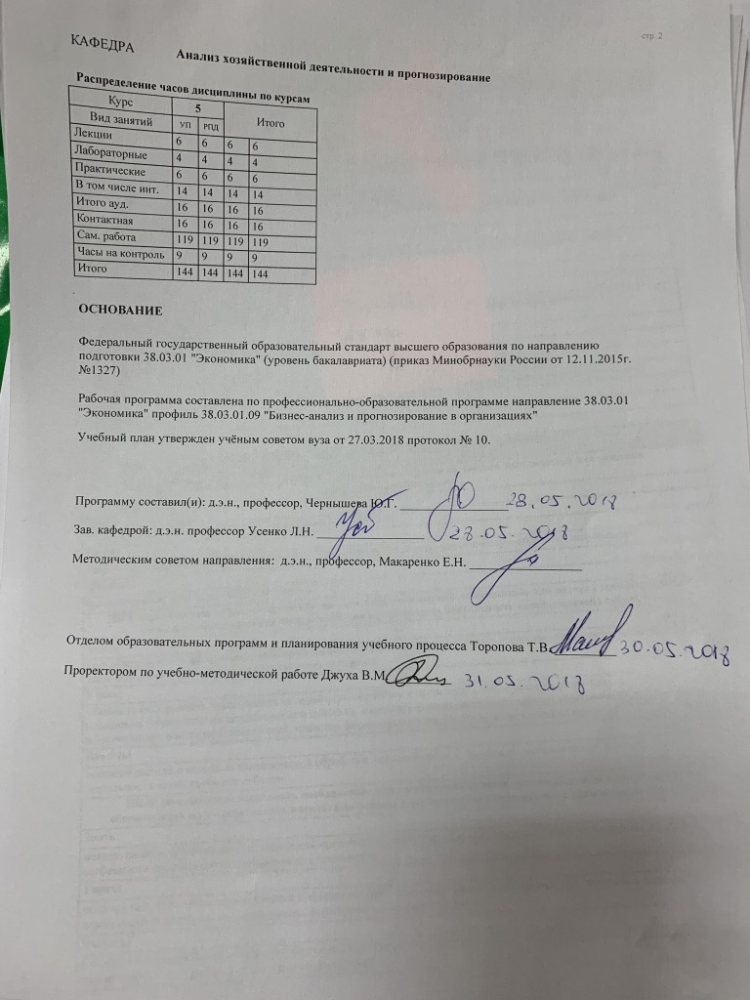 стр. 2
КАФЕДРА Анализ хозяйственной деятельности и прогнозирование
Распределение часов дисциплины по курсам
Курс 5 Итого
Вид занятий УП РПД
Лекции 6 6 6 6
Лабораторные 4 4 4 4
Практические 6 6 6 6
В том числе инт. 14 14 14 14
Итого ауд. 16 16 16 16
Контактная 16 16 16 16
Сам. работа 119 119 119 119
Часы на контроль 9 9 9 9
Итого 144 144 144 144
ОСНОВАНИЕ
Федеральный государственный образовательный стандарт высшего образования по направлению
подготовки 38.03.01 "Экономика" (уровень бакалавриата) (приказ Минобрнауки России от 12.11.2015г.
№1327)
Рабочая программа составлена по профессионально-образовательной программе направление 38.03.01
"Экономика" профиль 38.03.01.09 "Бизнес-анализ и прогнозирование в организациях"
Учебный план утвержден учёным советом вуза от 27.03.2018 протокол № 10.
Программу составил(и): д.э.н., профессор, Чернышева Ю.Г. 28.05.2018
Зав. кафедрой: д.э.н. профессор Усенко Л.Н. 28.05.2018
Методическим советом направления: д.э.н., профессор, Макаренко Е.Н.
Отделом образовательных программ и планирования учебного процесса Торопова Т.В. 30.05.2018
Проректором по учебно-методической работе Джуха В.М. 31.05.2018